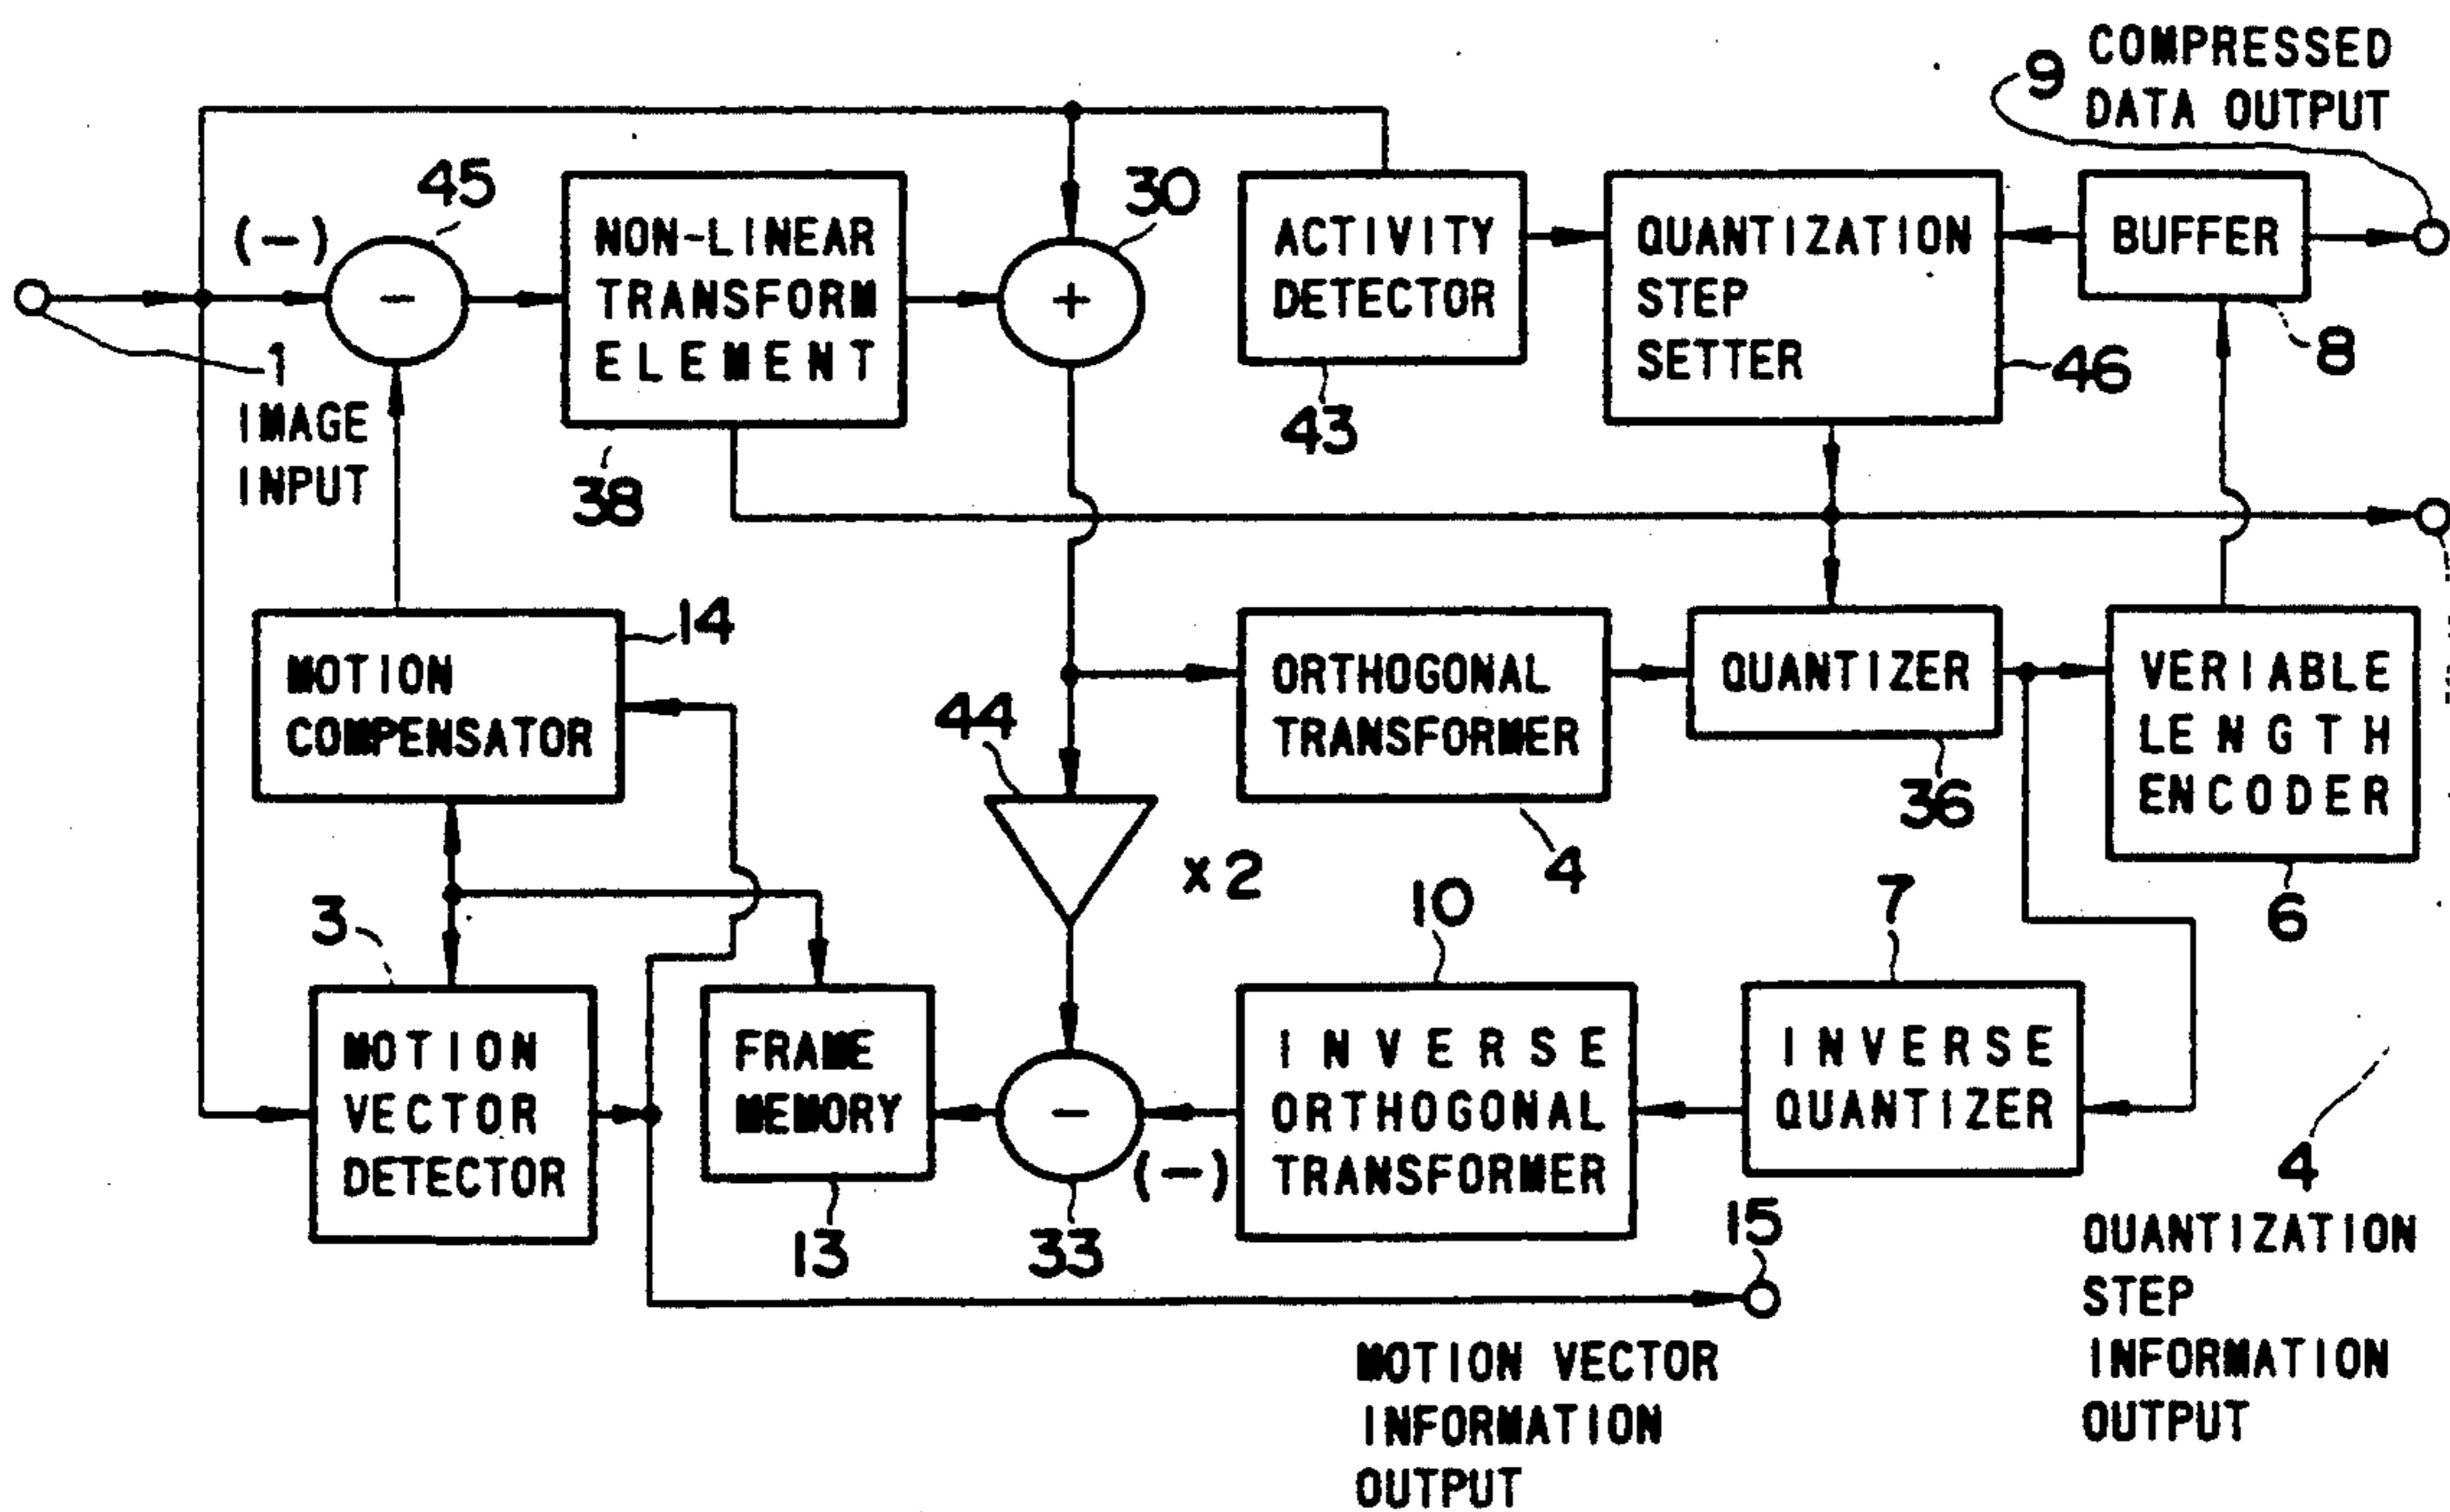 9 COMPRESSED
DATA OUTPUT
45
(-)
-
NON-LINEAR
TRANSFORM
ELEMENT
38
30
+
ACTIVITY
DETECTOR
43
QUANTIZATION
STEP
SETTER
46
BUFFER
8
1
IMAGE
INPUT
14
MOTION
COMPENSATOR
44
x2
ORTHOGONAL
TRANSFORMER
4
QUANTIZER
36
VERIABLE
LENGTH
ENCODER
6
3
MOTION
VECTOR
DETECTOR
FRAME
MEMORY
13
-
(-)
33
10
INVERSE
ORTHOGONAL
TRANSFORMER
7
INVERSE
QUANTIZER
15
MOTION VECTOR
INFORMATION
OUTPUT
4
QUANTIZATION
STEP
INFORMATION
OUTPUT